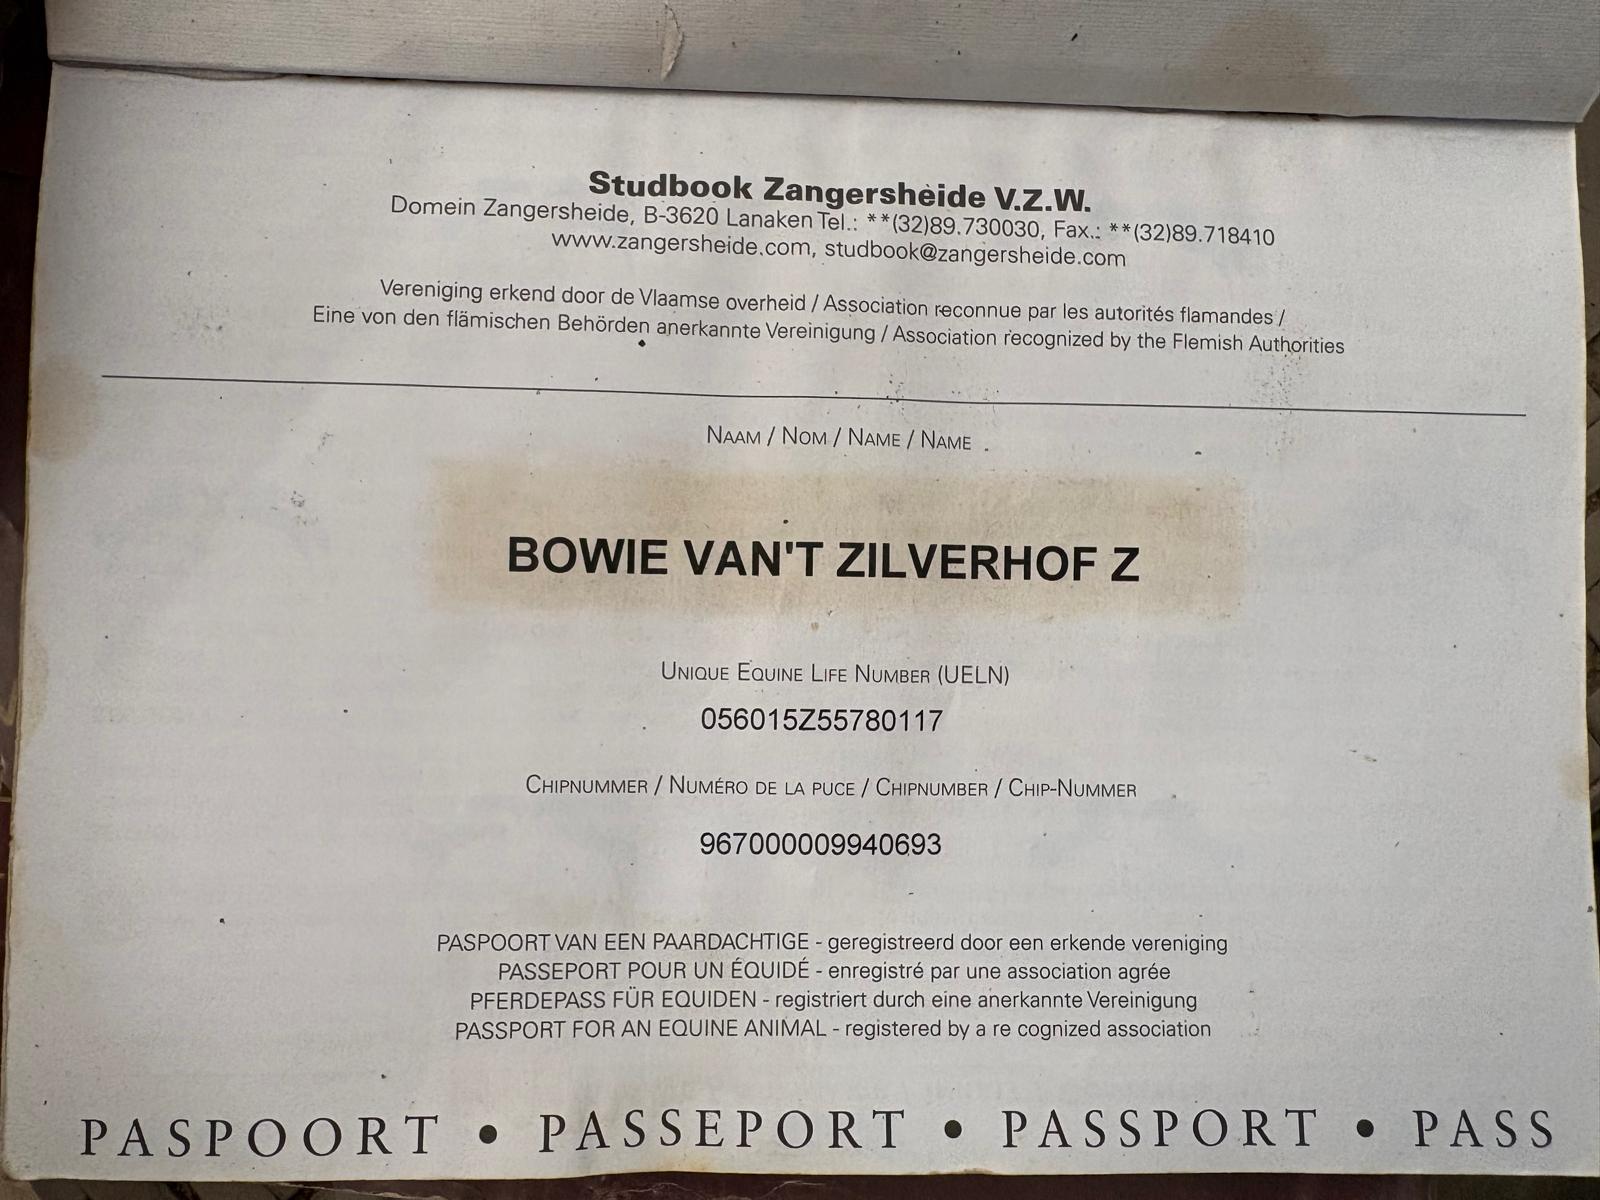 Studbook Zangersheide V.Z.W.
Domein Zangersheide, B-3620 Lanaken Tel.: **(32)89.730030, Fax.: **(32)89.718410
www.zangersheide.com, studbook@zangersheide.com
Vereniging erkend door de Vlaamse overheid / Association reconnue par les autorités flamandes /
Eine von den flämischen Behörden anerkannte Vereinigung / Association recognized by the Flemish Authorities
NAAM / NOM / NAME / NAME
BOWIE VAN'T ZILVERHOF Z
UNIQUE EQUINE LIFE NUMBER (UELN)
056015Z55780117
CHIPNUMMER / NUMÉRO DE LA PUCE / CHIPNUMBER / CHIP-NUMMER
967000009940693
PASPOORT VAN EEN PAARDACHTIGE - geregistreerd door een erkende vereniging
PASSEPORT POUR UN ÉQUIDÉ - enregistré par une association agrée
PFERDEPASS FÜR EQUIDEN - registriert durch eine anerkannte Vereinigung
PASSPORT FOR AN EQUINE ANIMAL - registered by a re cognized association
PASPOORT • PASSEPORT • PASSPORT • PASS